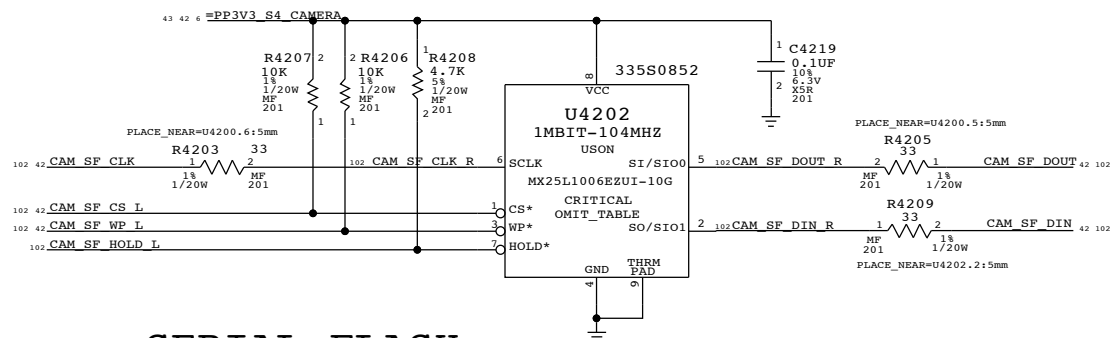 43 42 6 =PP3V3_S4_CAMERA
R4207 2
10K
1%
1/20W
MF
201
1
2 R4206
10K
1%
1/20W
MF
201
1
1 R4208
4.7K
5%
1/20W
MF
2 201
8
VCC
335S0852
1 C4219
0.1UF
10%
6.3V
2 X5R
201
U4202
1MBIT-104MHZ
USON
MX25L1006EZUI-10G
CRITICAL
OMIT_TABLE
PLACE_NEAR=U4200.6:5mm
R4203 33
1 2
1% MF
1/20W 201
102 42 CAM_SF_CLK
102 CAM_SF_CLK_R
6 SCLK
SI/SIO0 5
102 CAM_SF_DOUT_R
PLACE_NEAR=U4200.5:5mm
R4205
33
2 1
MF 1%
201 1/20W
CAM_SF_DOUT 42 102
102 42 CAM_SF_CS_L
1 CS*
102 42 CAM_SF_WP_L
3 WP*
102 CAM_SF_HOLD_L
7 HOLD*
SO/SIO1 2
102 CAM_SF_DIN_R
R4209
33
1 2
MF 1%
201 1/20W
CAM_SF_DIN 42 102
PLACE_NEAR=U4202.2:5mm
GND
4
THRM
PAD
9
SERIAL FLASH